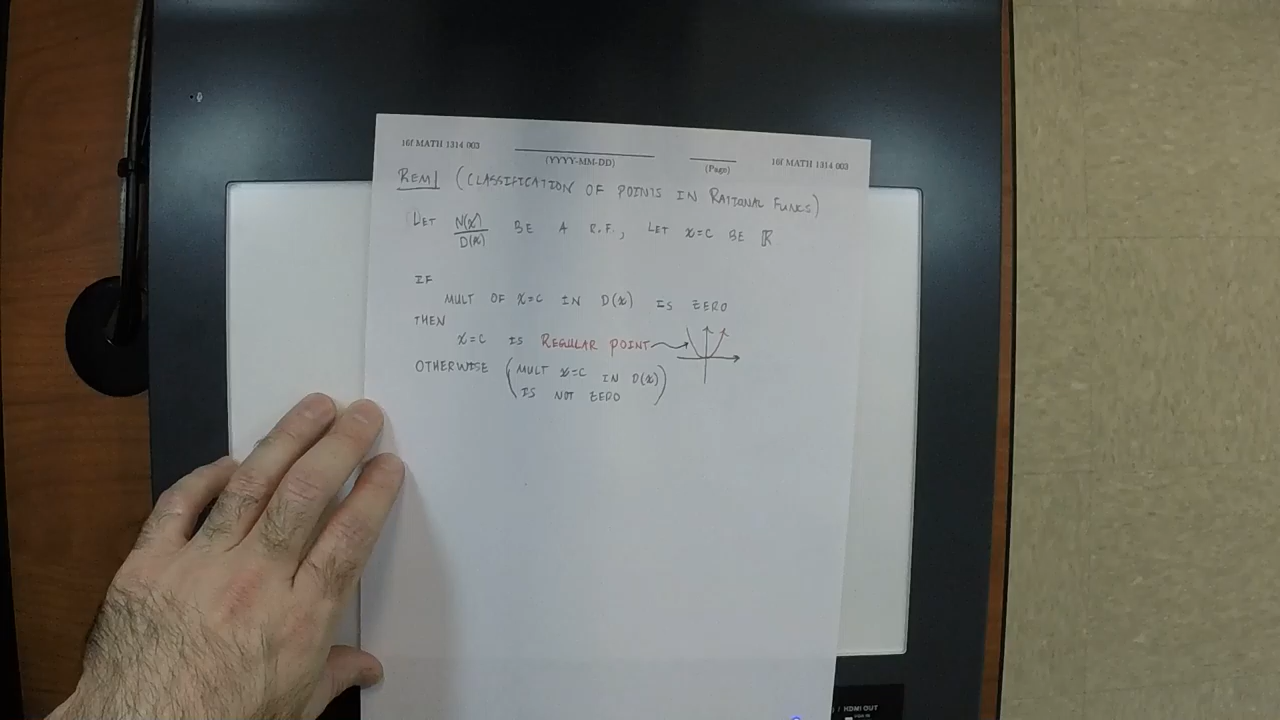 16f MATH 1314 003
(YYYY-MM-DD)
(Page)
16f MATH 1314 003
REM (CLASSIFICATION OF POINTS IN RATIONAL FUNCS)
LET N(x)/D(x) BE A R.F., LET x=c BE ℝ
IF
MULT OF x=c IN D(x) IS ZERO
THEN
x=c IS REGULAR POINT
OTHERWISE (MULT x=c IN D(x)
IS NOT ZERO)
HDMI OUT